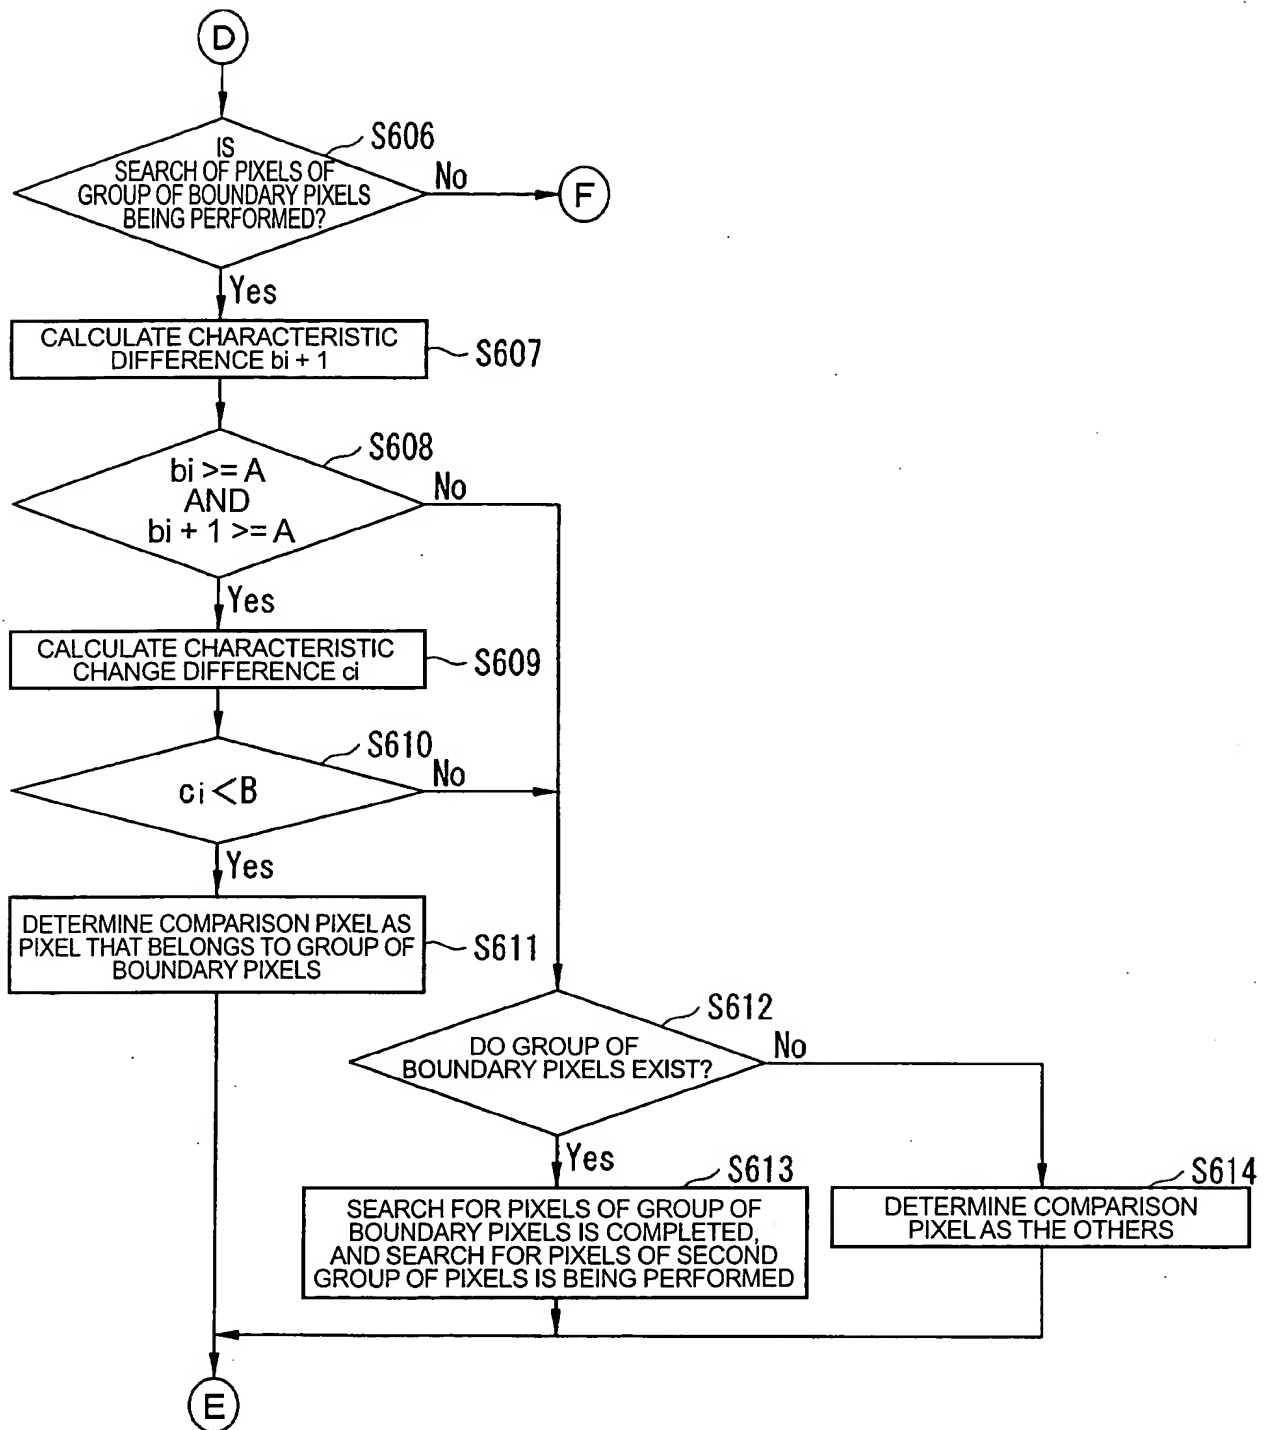 D
S606
IS
SEARCH OF PIXELS OF
GROUP OF BOUNDARY PIXELS
BEING PERFORMED?
No
F
Yes
CALCULATE CHARACTERISTIC
DIFFERENCE bi + 1
S607
S608
bi >= A
AND
bi + 1 >= A
No
Yes
CALCULATE CHARACTERISTIC
CHANGE DIFFERENCE ci
S609
S610
ci <B
No
Yes
DETERMINE COMPARISON PIXEL AS
PIXEL THAT BELONGS TO GROUP OF
BOUNDARY PIXELS
S611
S612
DO GROUP OF
BOUNDARY PIXELS EXIST?
No
Yes
S613
SEARCH FOR PIXELS OF GROUP OF
BOUNDARY PIXELS IS COMPLETED,
AND SEARCH FOR PIXELS OF SECOND
GROUP OF PIXELS IS BEING PERFORMED
S614
DETERMINE COMPARISON
PIXEL AS THE OTHERS
E